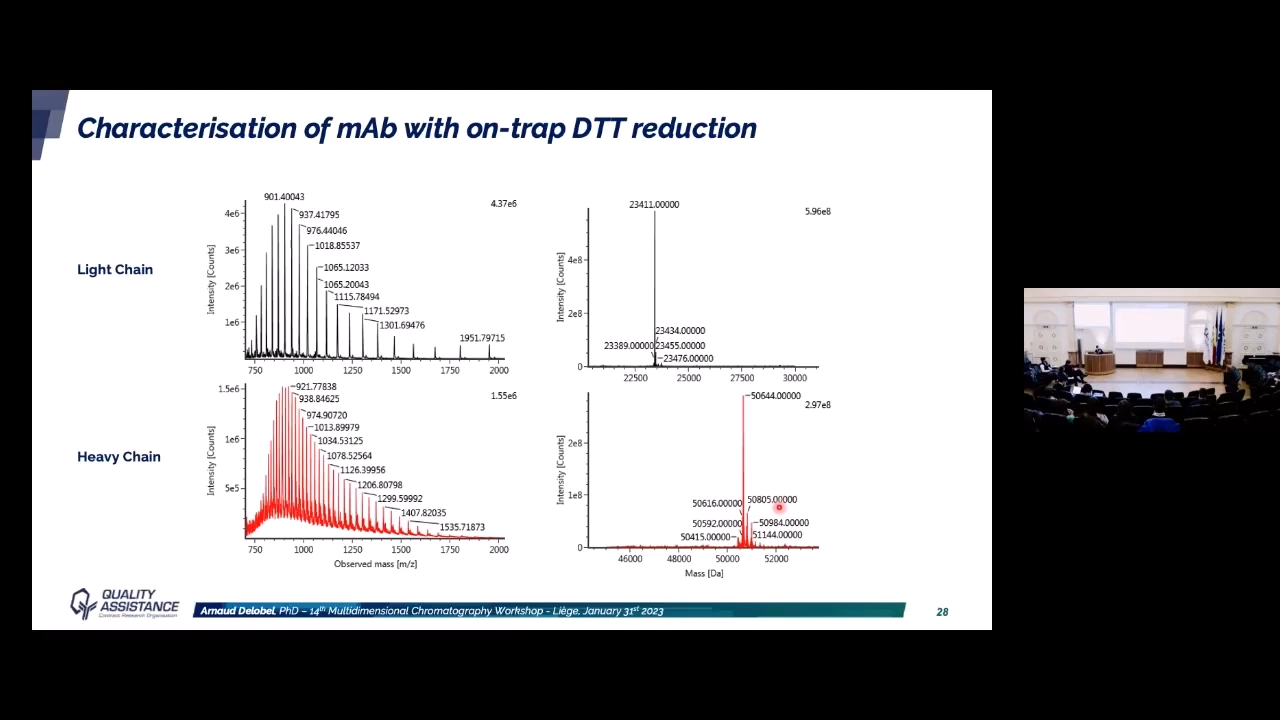 Characterisation of mAb with on-trap DTT reduction
Light Chain
Intensity [Counts]
4e6
3e6
2e6
1e6
901.40043
937.41795
976.44046
1018.85537
1065.12033
1065.20043
1115.78494
1171.52973
1301.69476
1951.79715
4.37e6
750 1000 1250 1500 1750 2000
Intensity [Counts]
4e8
2e8
0
23411.00000
5.96e8
23434.00000
23389.00000 23455.00000
23476.00000
22500 25000 27500 30000
Heavy Chain
Intensity [Counts]
1.5e6
1e6
5e5
921.77838
938.84625
974.90720
1013.89979
1034.53125
1078.52564
1126.39956
1206.80798
1299.59992
1407.82035
1535.71873
1.55e6
750 1000 1250 1500 1750 2000
Observed mass [m/z]
Intensity [Counts]
2e8
1e8
0
50644.00000
2.97e8
50616.00000 50805.00000
50592.00000 50984.00000
50415.00000 51144.00000
46000 48000 50000 52000
Mass [Da]
QUALITY
ASSISTANCE
Contract Research Organisation
Arnaud Delobel, PhD – 14th Multidimensional Chromatography Workshop - Liège, January 31st 2023
28